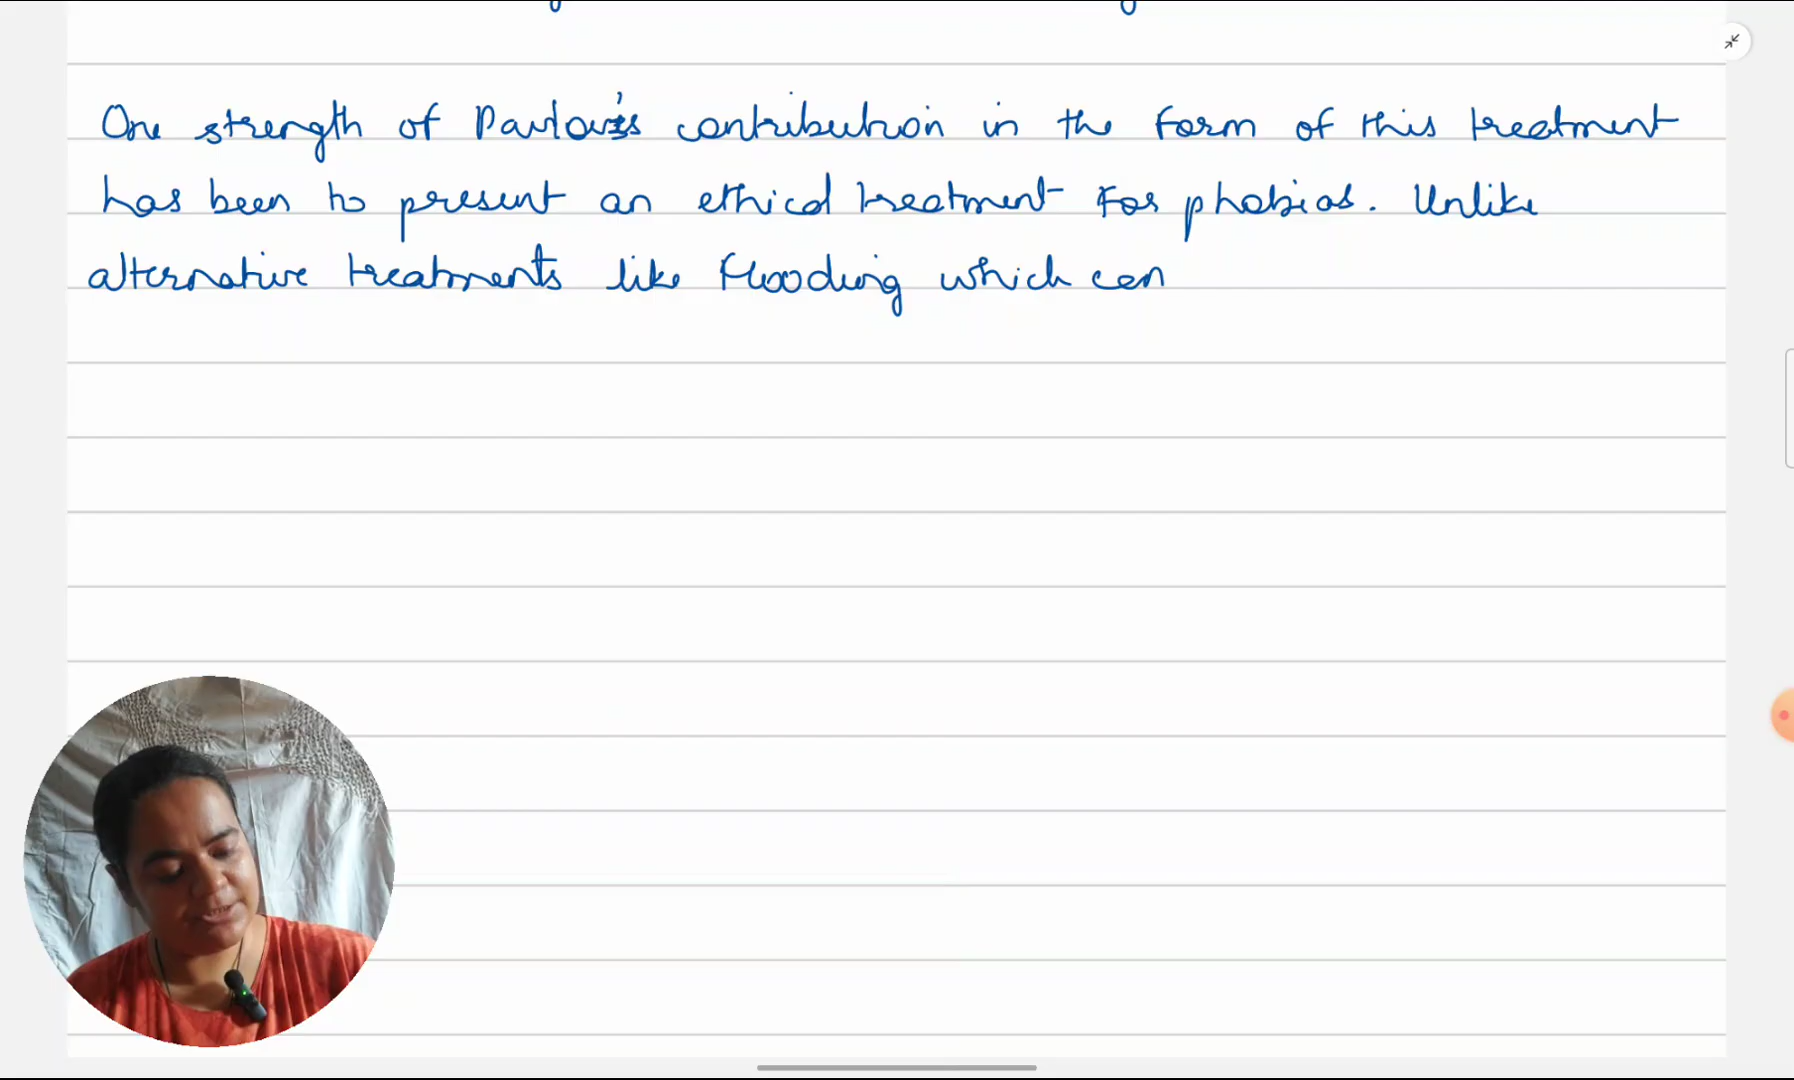 One strength of Pavlov's contribution in the form of this treatment
has been to present an ethical treatment for phobias. Unlike
alternative treatments like flooding which can